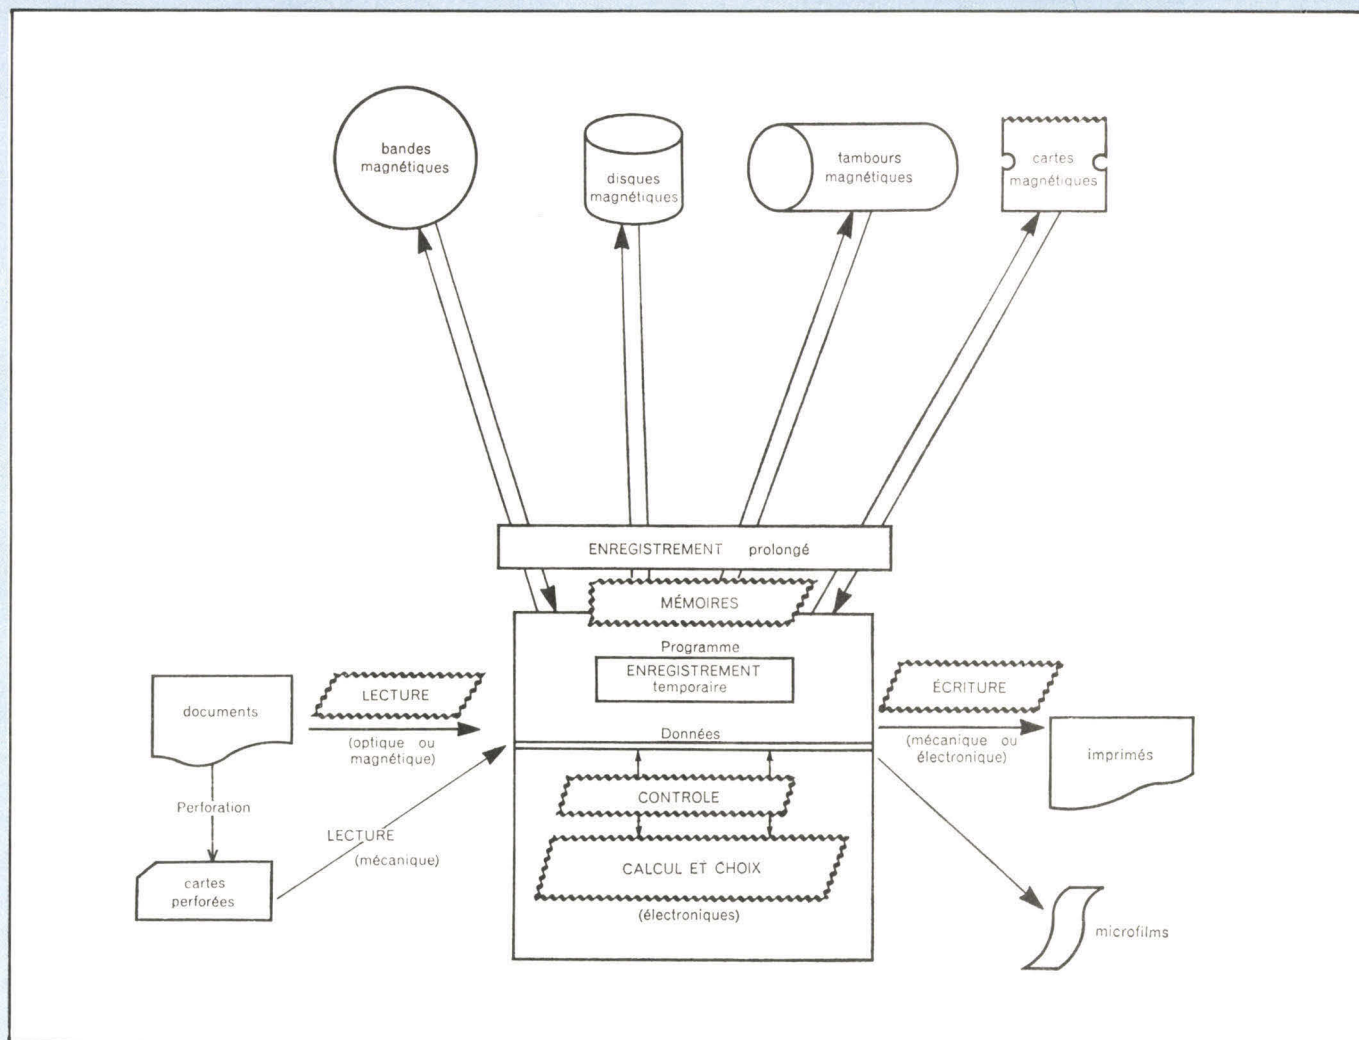 bandes
magnétiques
disques
magnétiques
tambours
magnétiques
cartes
magnétiques
ENREGISTREMENT prolongé
MÉMOIRES
Programme
ENREGISTREMENT
temporaire
Données
documents
LECTURE
(optique ou
magnétique)
Perforation
LECTURE
(mécanique)
cartes
perforées
CONTROLE
CALCUL ET CHOIX
(électroniques)
ÉCRITURE
(mécanique ou
électronique)
imprimés
microfilms